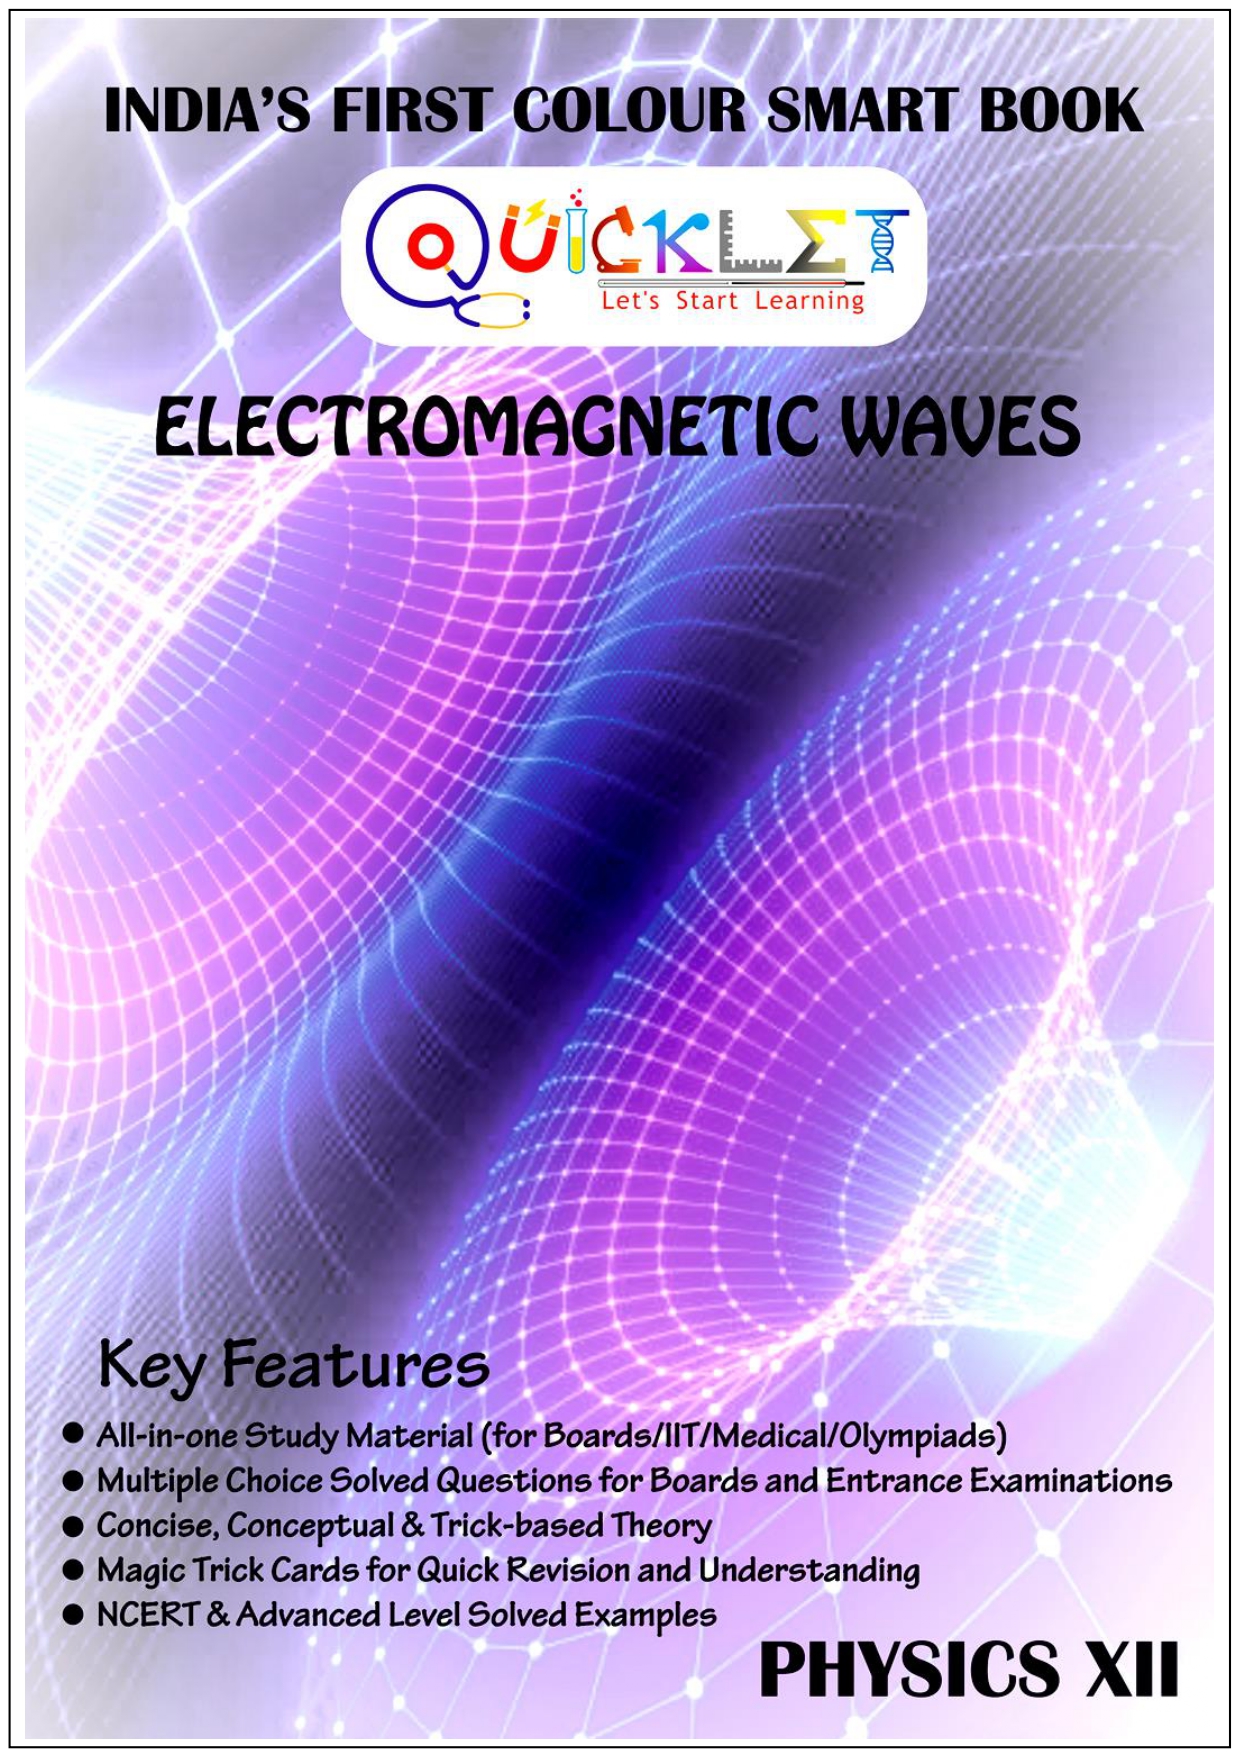 INDIA'S FIRST COLOUR SMART BOOK
QUICKLET
Let's Start Learning
ELECTROMAGNETIC WAVES
Key Features
● All-in-one Study Material (for Boards/IIT/Medical/Olympiads)
● Multiple Choice Solved Questions for Boards and Entrance Examinations
● Concise, Conceptual & Trick-based Theory
● Magic Trick Cards for Quick Revision and Understanding
● NCERT & Advanced Level Solved Examples
PHYSICS XII